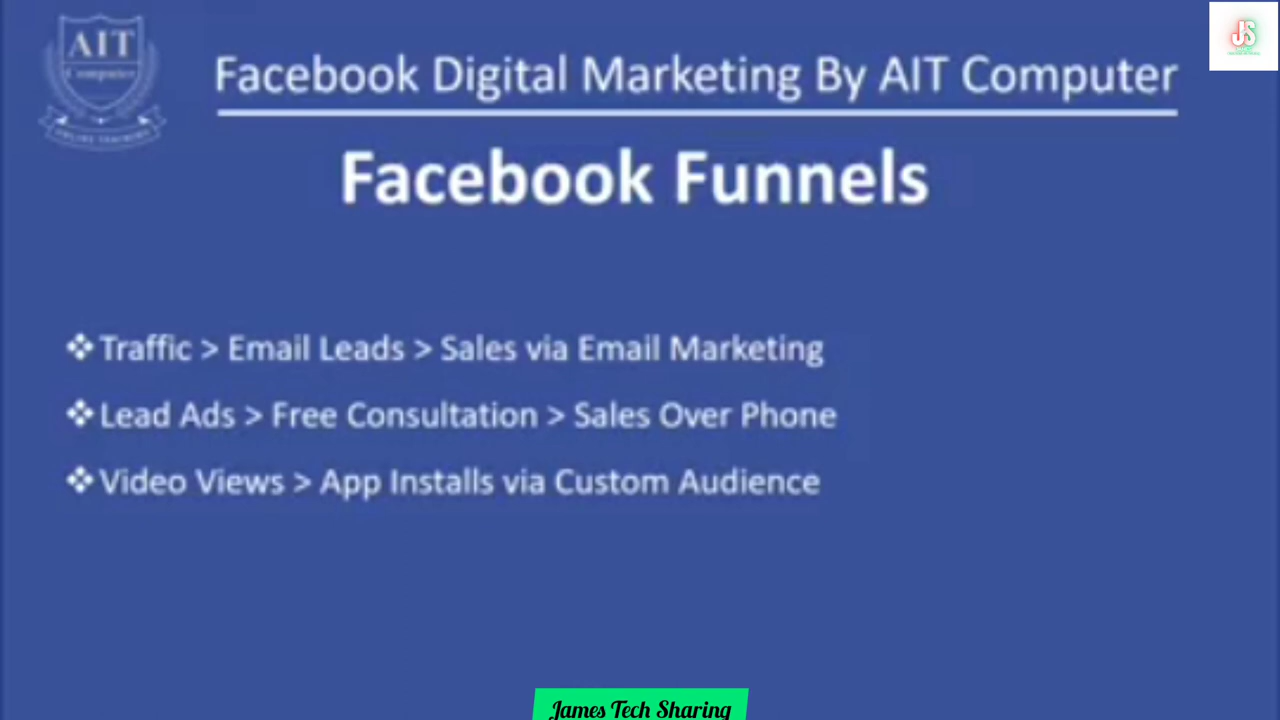 AIT
Computer
Facebook Digital Marketing By AIT Computer
JS
Facebook Funnels
❖ Traffic > Email Leads > Sales via Email Marketing
❖ Lead Ads > Free Consultation > Sales Over Phone
❖ Video Views > App Installs via Custom Audience
James Tech Sharing